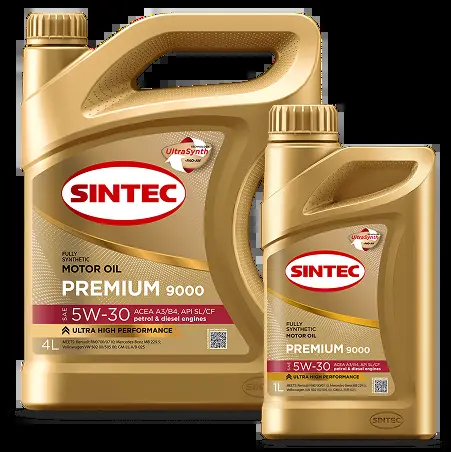 TECHNOLOGY
UltraSynth
SINTEC
FULLY
SYNTHETIC
MOTOR OIL
PREMIUM 9000
SAE 5W-30
ACEA A3/B4, API SL/CF
petrol & diesel engines
ULTRA HIGH PERFORMANCE
4L
UltraSynth
SINTEC
FULLY
SYNTHETIC
MOTOR OIL
PREMIUM 9000
SAE 5W-30
ACEA A3/B4, API SL/CF
petrol & diesel engines
ULTRA HIGH PERFORMANCE
1L
SINTEC